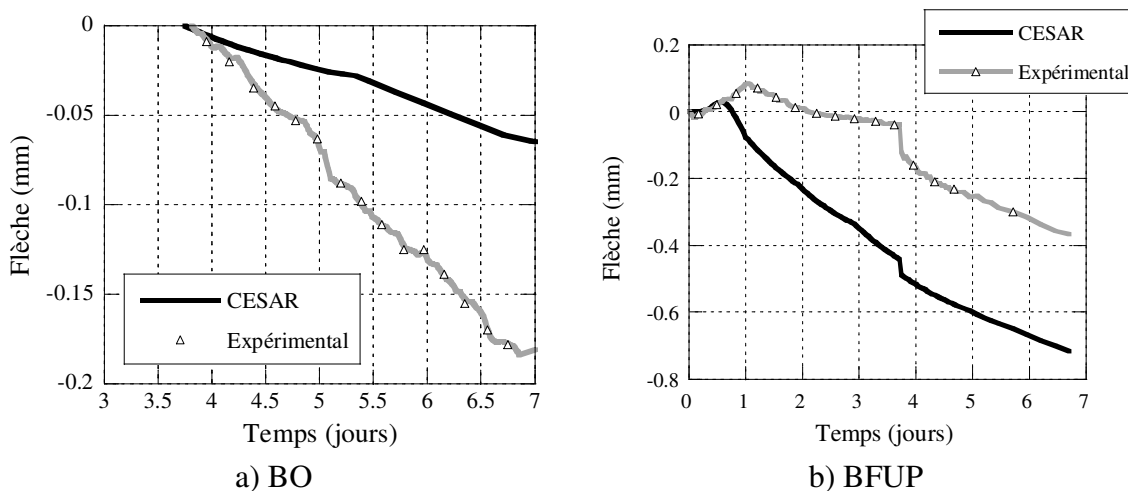 0
-0.05
-0.1
-0.15
-0.2
Flèche (mm)
CESAR
Expérimental
3 3.5 4 4.5 5 5.5 6 6.5 7
Temps (jours)
a) BO
CESAR
Expérimental
0.2
0
-0.2
-0.4
-0.6
-0.8
Flèche (mm)
0 1 2 3 4 5 6 7
Temps (jours)
b) BFUP